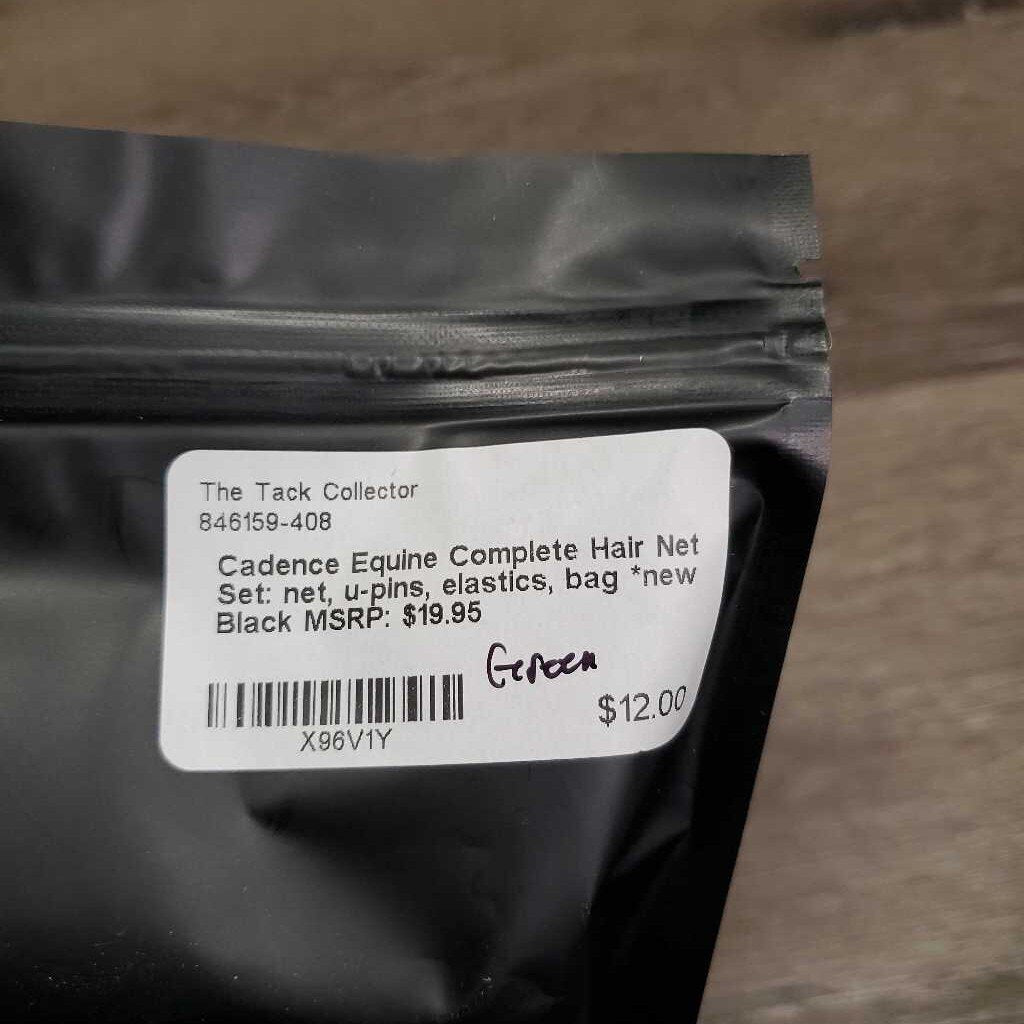 The Tack Collector
846159-408
Cadence Equine Complete Hair Net
Set: net, u-pins, elastics, bag *new
Black MSRP: $19.95
Green
$12.00
X96V1Y